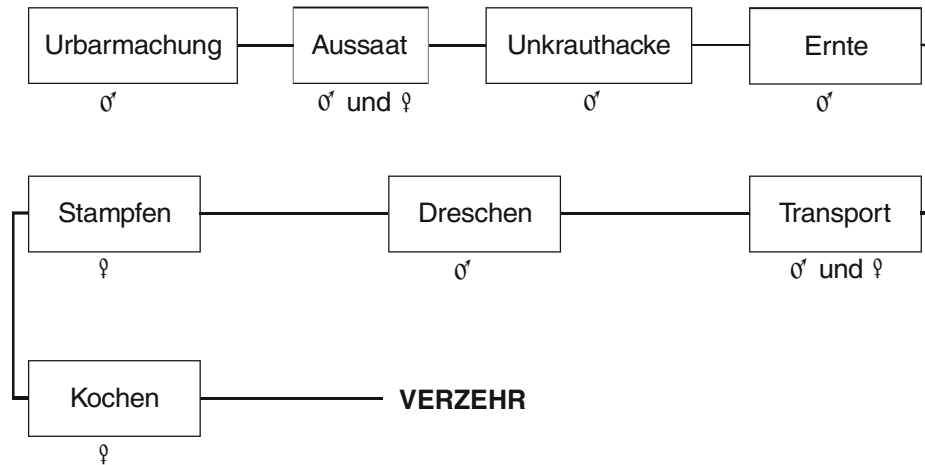 Urbarmachung Aussaat Unkrauthacke Ernte
♂ ♂ und ♀ ♂ ♂
Stampfen Dreschen Transport
♀ ♂ ♂ und ♀
Kochen VERZEHR
♀